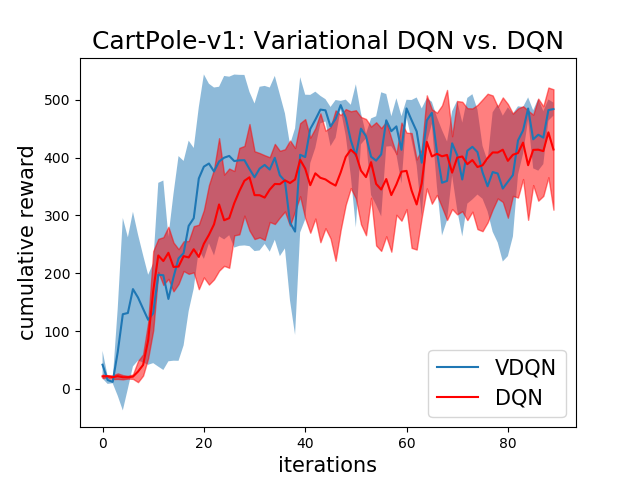 CartPole-v1: Variational DQN vs. DQN
cumulative reward
500
400
300
200
100
0
0 20 40 60 80
iterations
VDQN
DQN